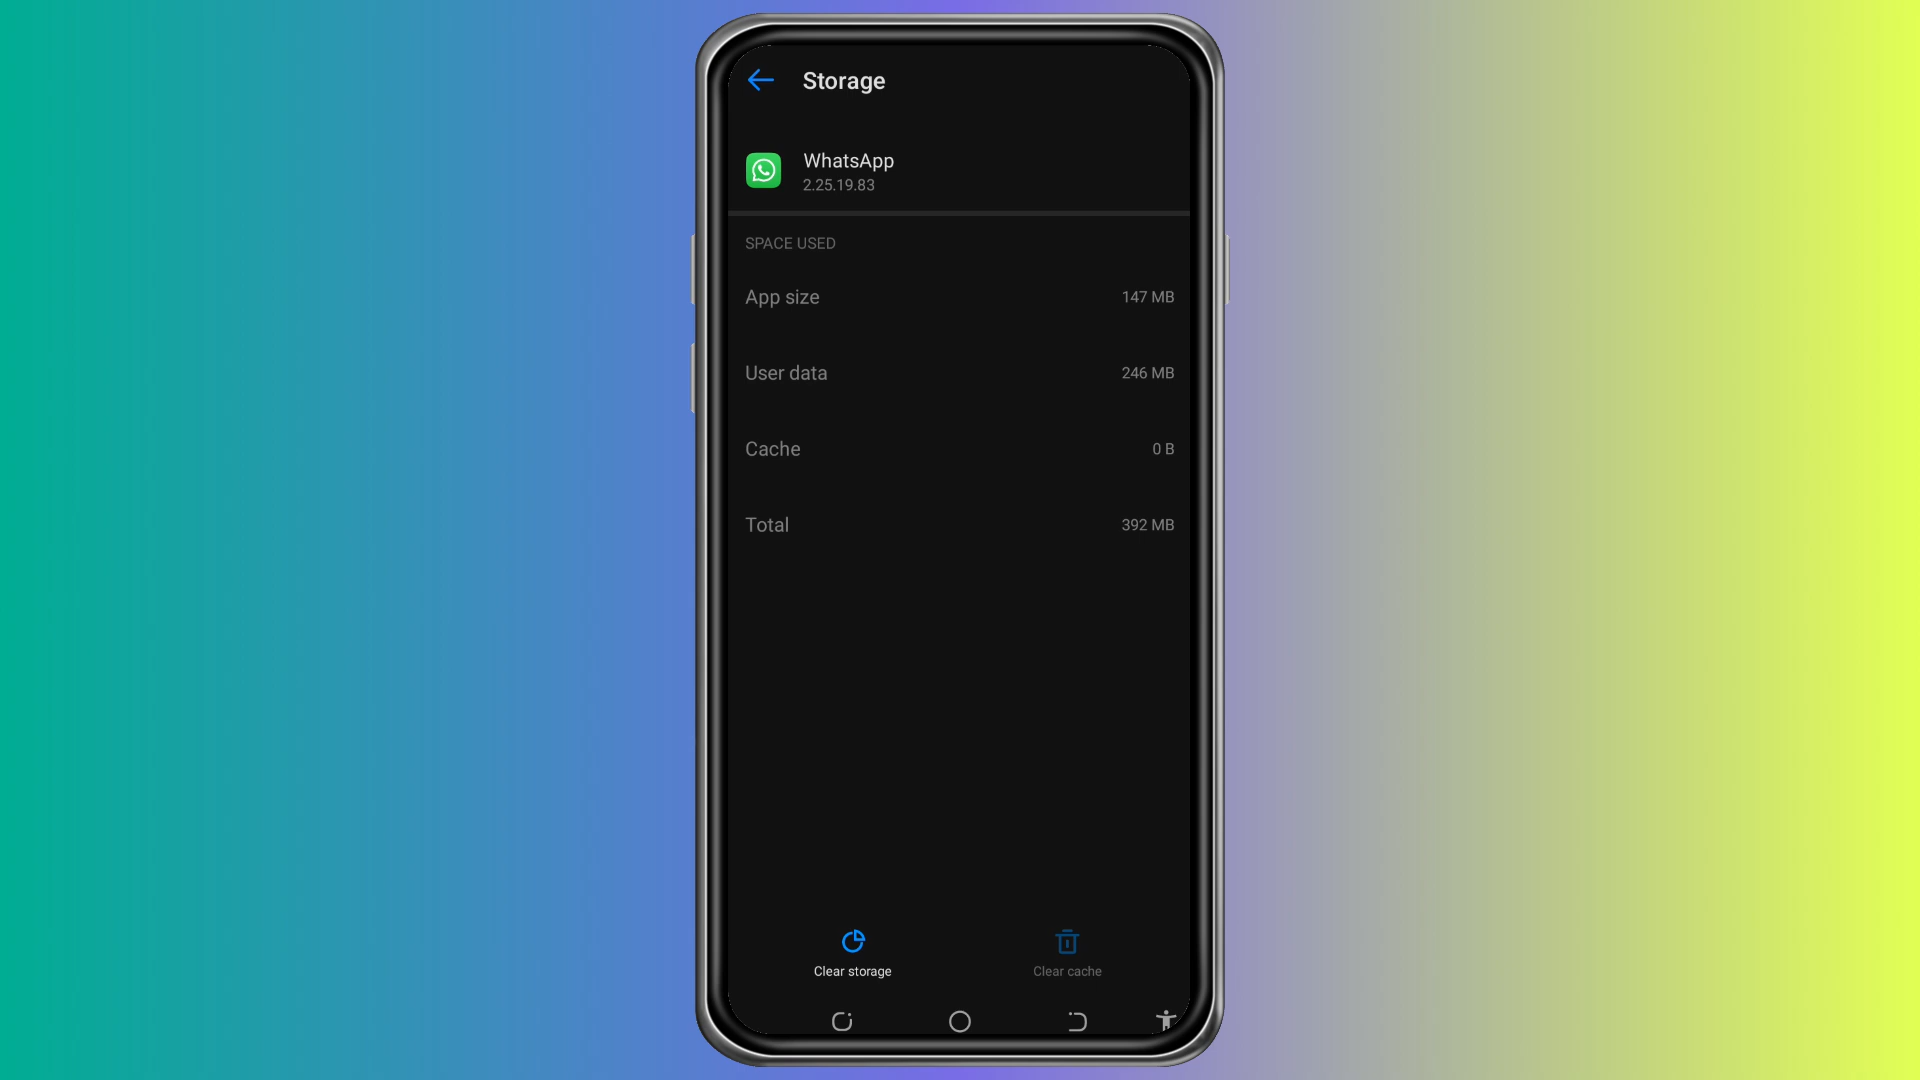 Storage
WhatsApp
2.25.19.83
SPACE USED
App size 147 MB
User data 246 MB
Cache 0 B
Total 392 MB
Clear storage Clear cache